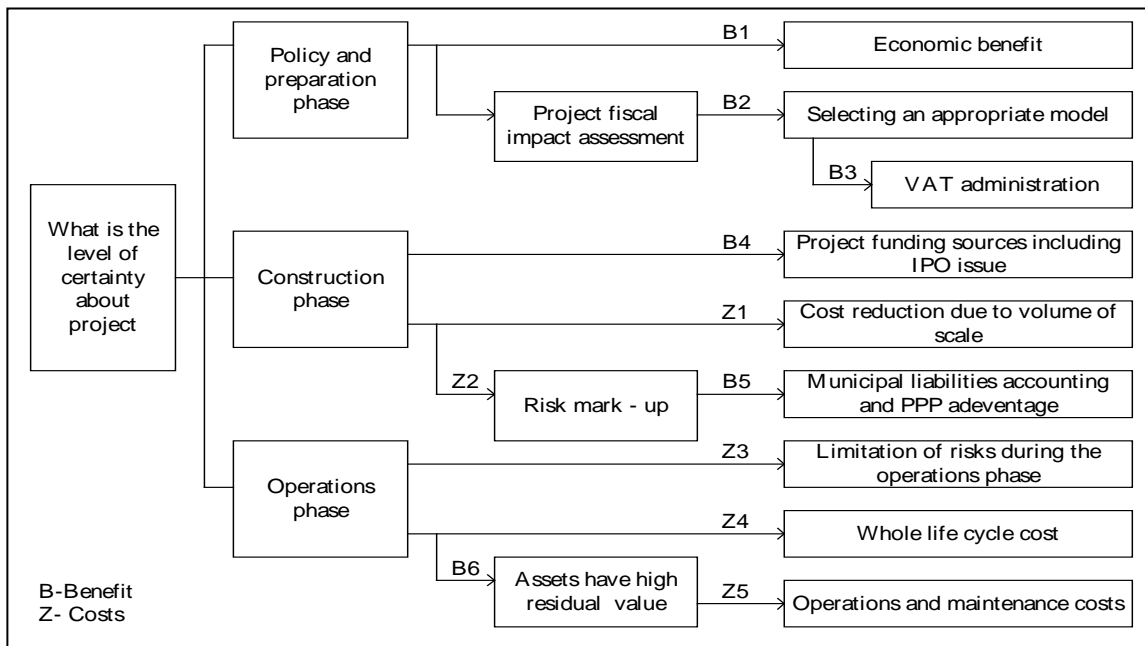 B1
Economic benefit
Policy and
preparation
phase
Project fiscal
impact assessment
B2
Selecting an appropriate model
B3
VAT administration
What is the
level of
certainty
about
project
Construction
phase
B4
Project funding sources including
IPO issue
Z1
Cost reduction due to volume of
scale
Z2
Risk mark - up
B5
Municipal liabilities accounting
and PPP adeventage
Operations
phase
Z3
Limitation of risks during the
operations phase
Z4
Whole life cycle cost
B6
Assets have high
residual value
Z5
Operations and maintenance costs
B-Benefit
Z- Costs